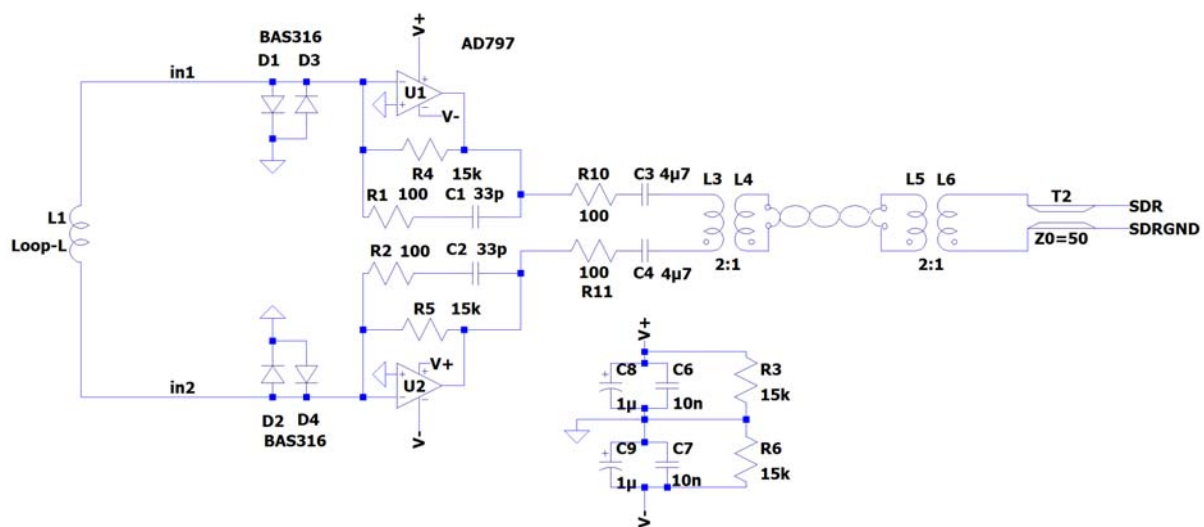 BAS316
D1 D3
AD797
V+
in1
U1
V-
R4 15k
R1 100 C1 33p
R10
100
C3 4µ7
L3 L4
2:1
L5 L6
2:1
T2
Z0=50
SDR
SDRGND
L1
Loop-L
R2 100 C2 33p
100
R11
C4 4µ7
R5 15k
V+
U2
V-
in2
D2 D4
BAS316
V+
C8
1µ
C6
10n
R3
15k
C9
1µ
C7
10n
R6
15k
V-